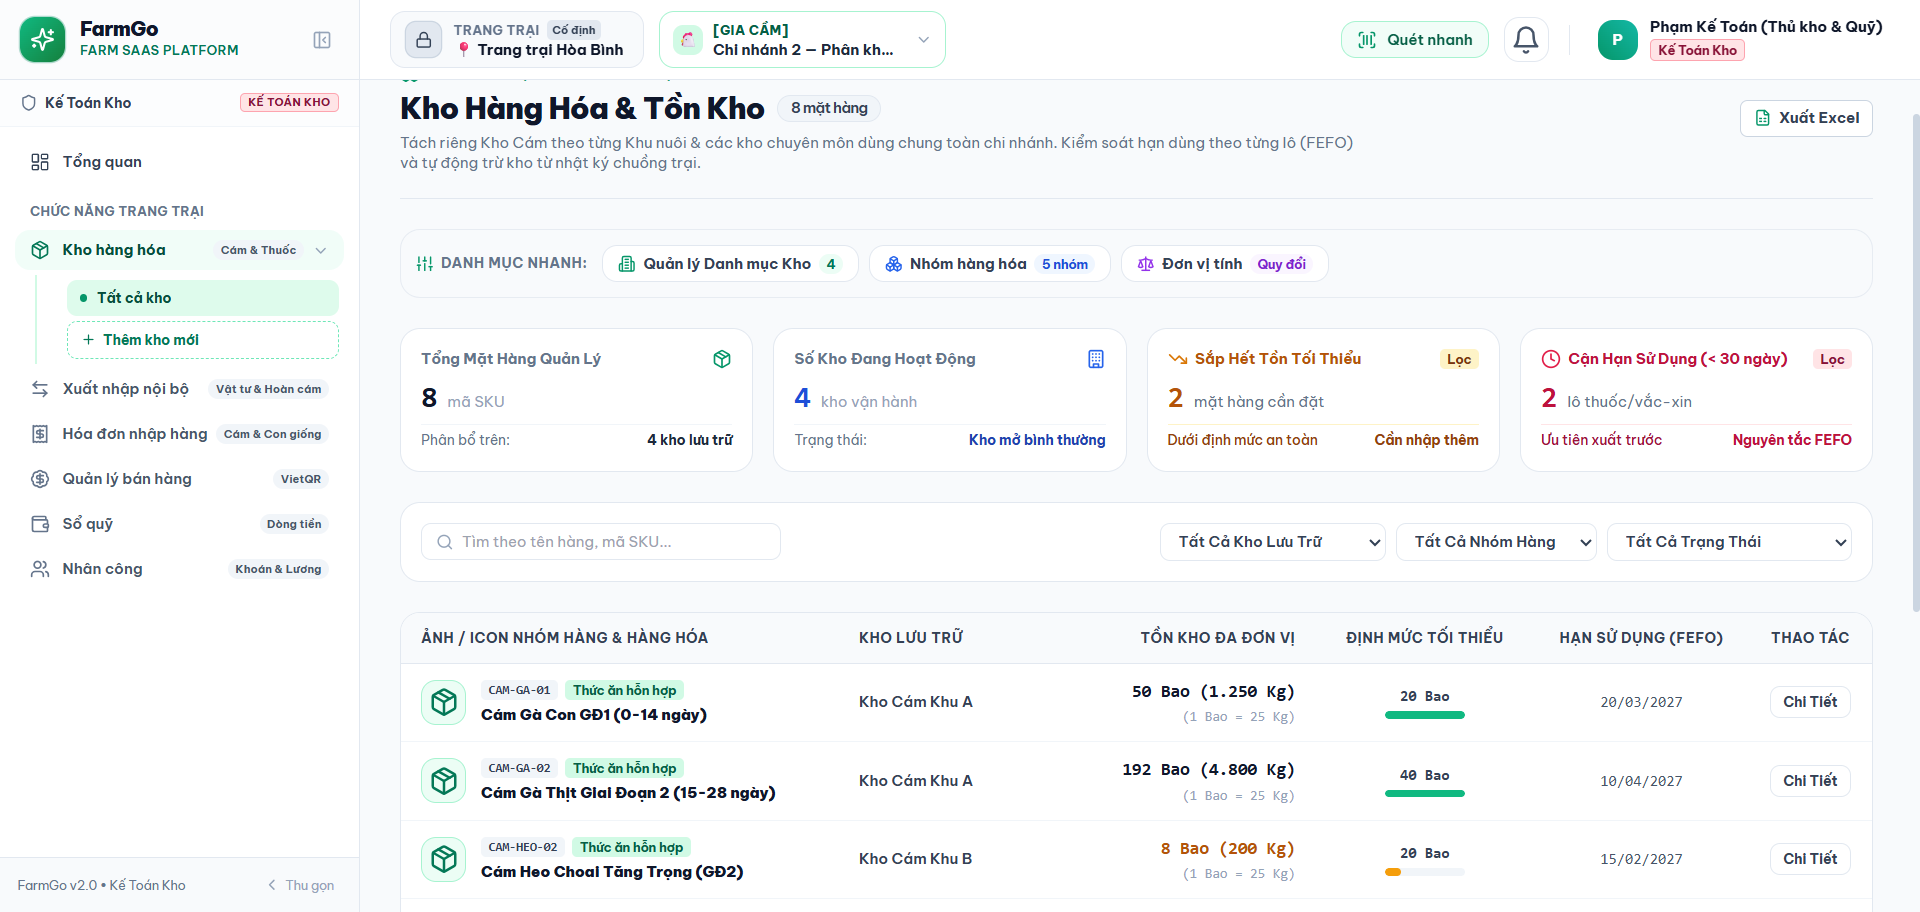 FarmGo
FARM SAAS PLATFORM
TRANG TRẠI Cố định
Trang trại Hòa Bình
[GIA CẦM]
Chi nhánh 2 – Phân kh...
Quét nhanh
P
Phạm Kế Toán (Thủ kho & Quỹ)
Kế Toán Kho
Kế Toán Kho
KẾ TOÁN KHO
Tổng quan
CHỨC NĂNG TRANG TRẠI
Kho hàng hóa Cám & Thuốc
Tất cả kho
+ Thêm kho mới
Xuất nhập nội bộ Vật tư & Hoàn cám
Hóa đơn nhập hàng Cám & Con giống
Quản lý bán hàng VietQR
Sổ quỹ Dòng tiền
Nhân công Khoán & Lương
FarmGo v2.0 • Kế Toán Kho
Thu gọn
Kho Hàng Hóa & Tồn Kho 8 mặt hàng
Xuất Excel
Tách riêng Kho Cám theo từng Khu nuôi & các kho chuyên môn dùng chung toàn chi nhánh. Kiểm soát hạn dùng theo từng lô (FEFO)
và tự động trừ kho từ nhật ký chuồng trại.
DANH MỤC NHANH: Quản lý Danh mục Kho 4 Nhóm hàng hóa 5 nhóm Đơn vị tính Quy đổi
Tổng Mặt Hàng Quản Lý
8 mã SKU
Phân bổ trên: 4 kho lưu trữ
Số Kho Đang Hoạt Động
4 kho vận hành
Trạng thái: Kho mở bình thường
Sắp Hết Tồn Tối Thiểu Lọc
2 mặt hàng cần đặt
Dưới định mức an toàn Cần nhập thêm
Cận Hạn Sử Dụng (< 30 ngày) Lọc
2 lô thuốc/vắc-xin
Ưu tiên xuất trước Nguyên tắc FEFO
Tìm theo tên hàng, mã SKU...
Tất Cả Kho Lưu Trữ
Tất Cả Nhóm Hàng
Tất Cả Trạng Thái
ẢNH / ICON NHÓM HÀNG & HÀNG HÓA KHO LƯU TRỮ TỒN KHO ĐA ĐƠN VỊ ĐỊNH MỨC TỐI THIỂU HẠN SỬ DỤNG (FEFO) THAO TÁC
CAM-GA-01 Thức ăn hỗn hợp
Cám Gà Con GĐ1 (0-14 ngày)
Kho Cám Khu A
50 Bao (1.250 Kg)
(1 Bao = 25 Kg)
20 Bao
20/03/2027
Chi Tiết
CAM-GA-02 Thức ăn hỗn hợp
Cám Gà Thịt Giai Đoạn 2 (15-28 ngày)
Kho Cám Khu A
192 Bao (4.800 Kg)
(1 Bao = 25 Kg)
40 Bao
10/04/2027
Chi Tiết
CAM-HEO-02 Thức ăn hỗn hợp
Cám Heo Choai Tăng Trọng (GĐ2)
Kho Cám Khu B
8 Bao (200 Kg)
(1 Bao = 25 Kg)
20 Bao
15/02/2027
Chi Tiết